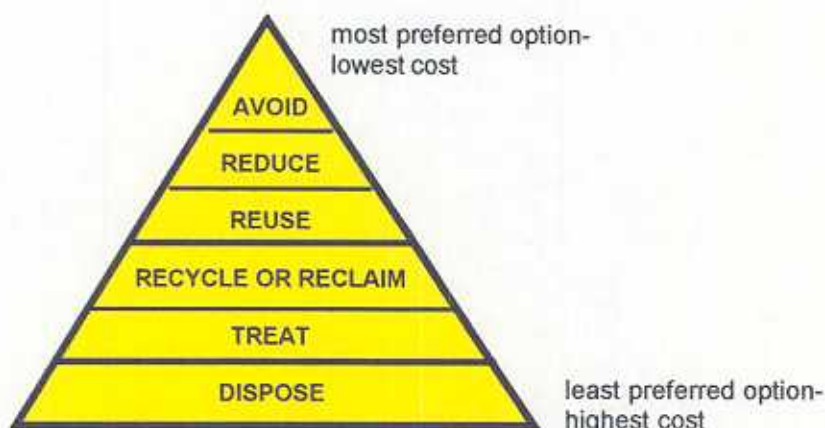 most preferred option-
lowest cost
AVOID
REDUCE
REUSE
RECYCLE OR RECLAIM
TREAT
DISPOSE
least preferred option-
highest cost